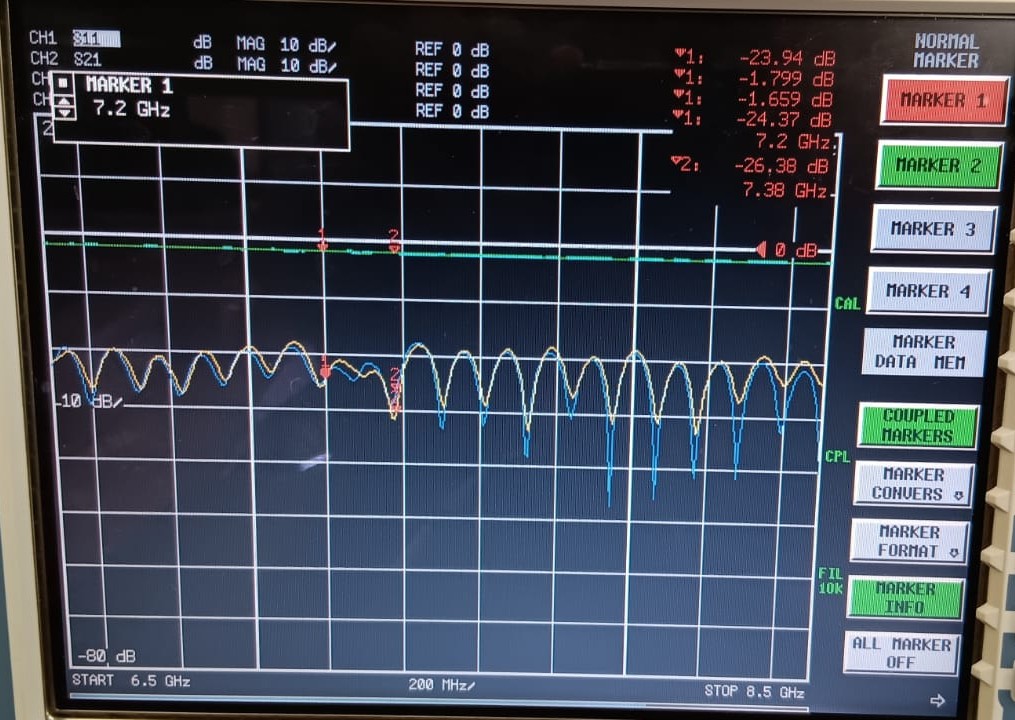 CH1 S11 dB MAG 10 dB/ REF 0 dB
CH2 S21 dB MAG 10 dB/ REF 0 dB
CH REF 0 dB
CH REF 0 dB
MARKER 1
7.2 GHz
1: -23.94 dB
1: -1.799 dB
1: -1.659 dB
1: -24.37 dB
7.2 GHz
2: -26.38 dB
7.38 GHz
2
1
2
0 dB
1
2
10 dB/
-80 dB
START 6.5 GHz
200 MHz/
STOP 8.5 GHz
CAL
CPL
FIL
10k
NORMAL
MARKER
MARKER 1
MARKER 2
MARKER 3
MARKER 4
MARKER
DATA MEM
COUPLED
MARKERS
MARKER
CONVERS
MARKER
FORMAT
MARKER
INFO
ALL MARKER
OFF